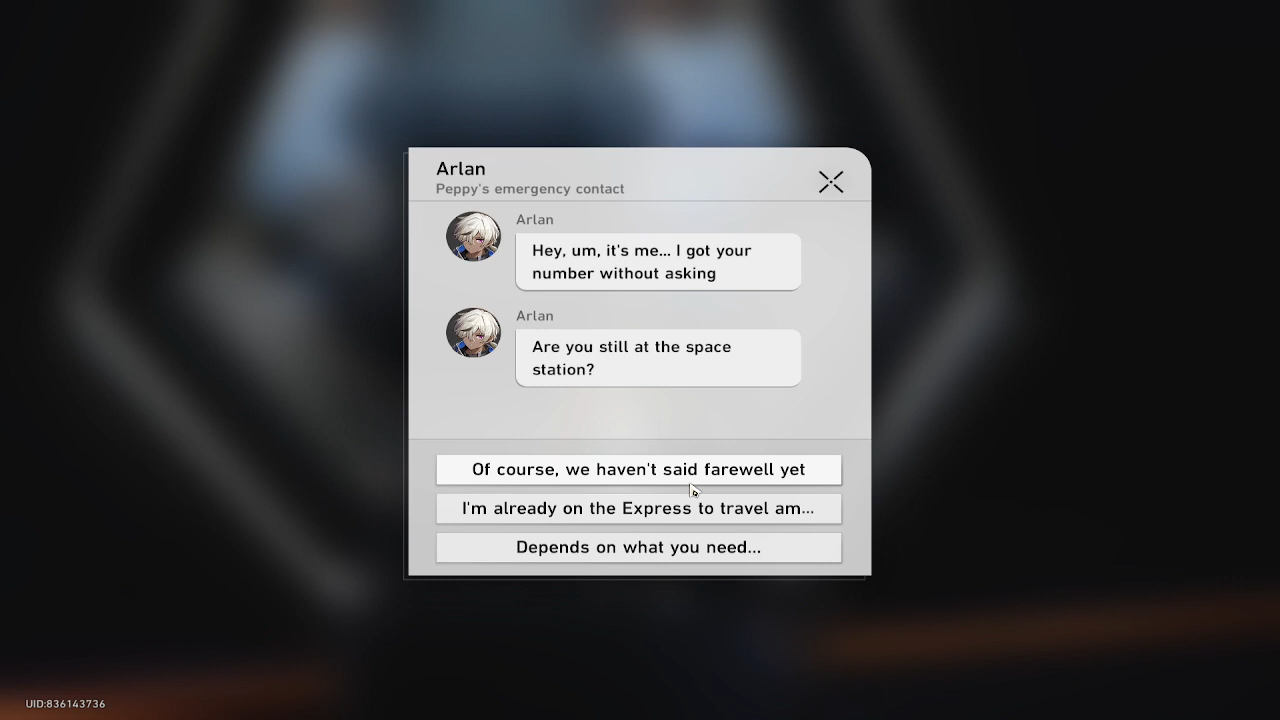 Arlan
Peppy's emergency contact
Arlan
Hey, um, it's me... I got your
number without asking
Arlan
Are you still at the space
station?
Of course, we haven't said farewell yet
I'm already on the Express to travel am...
Depends on what you need...
UID:836143736